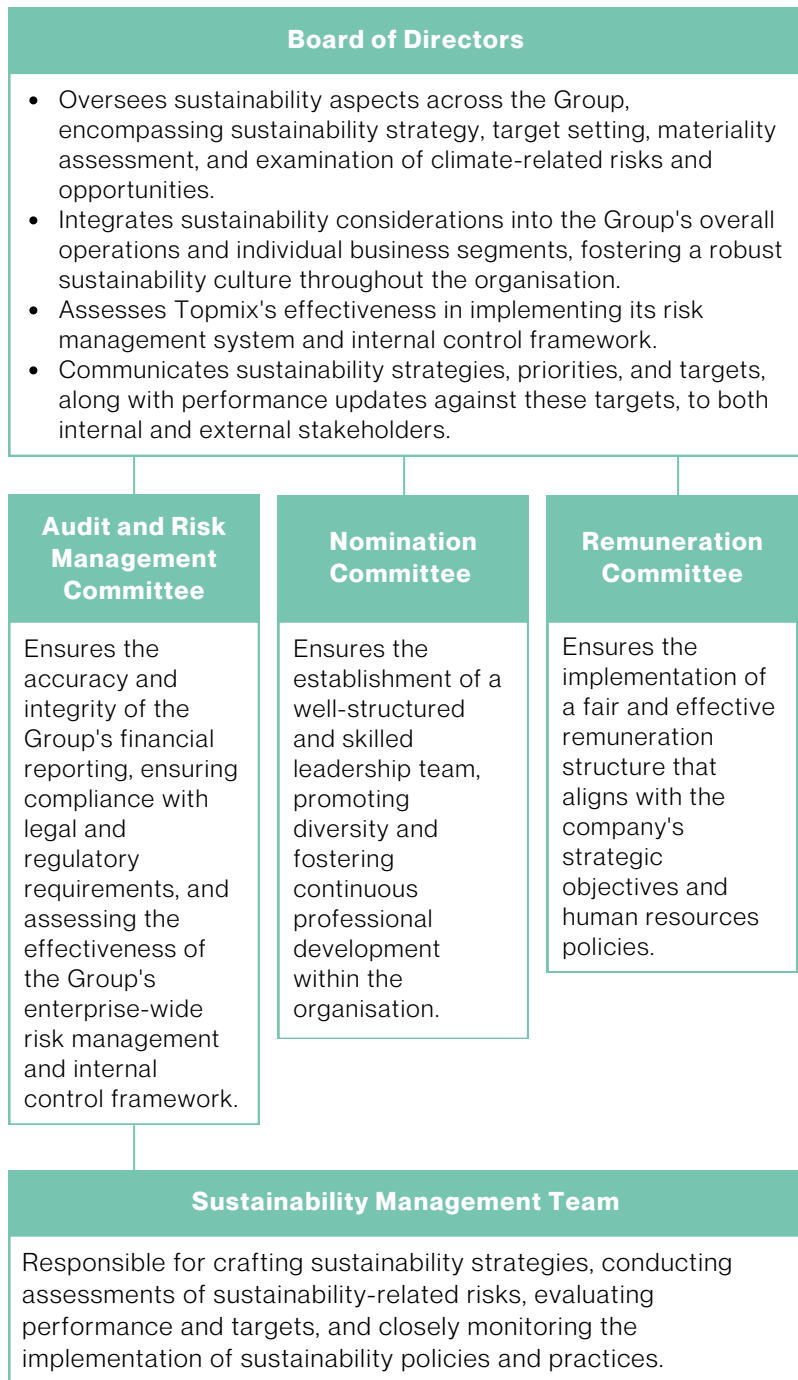 Board of Directors
• Oversees sustainability aspects across the Group,
encompassing sustainability strategy, target setting, materiality
assessment, and examination of climate-related risks and
opportunities.
• Integrates sustainability considerations into the Group's overall
operations and individual business segments, fostering a robust
sustainability culture throughout the organisation.
• Assesses Topmix's effectiveness in implementing its risk
management system and internal control framework.
• Communicates sustainability strategies, priorities, and targets,
along with performance updates against these targets, to both
internal and external stakeholders.
Audit and Risk
Management
Committee
Ensures the
accuracy and
integrity of the
Group's financial
reporting, ensuring
compliance with
legal and
regulatory
requirements, and
assessing the
effectiveness of
the Group's
enterprise-wide
risk management
and internal
control framework.
Nomination
Committee
Ensures the
establishment of a
well-structured
and skilled
leadership team,
promoting
diversity and
fostering
continuous
professional
development
within the
organisation.
Remuneration
Committee
Ensures the
implementation of
a fair and effective
remuneration
structure that
aligns with the
company's
strategic
objectives and
human resources
policies.
Sustainability Management Team
Responsible for crafting sustainability strategies, conducting
assessments of sustainability-related risks, evaluating
performance and targets, and closely monitoring the
implementation of sustainability policies and practices.